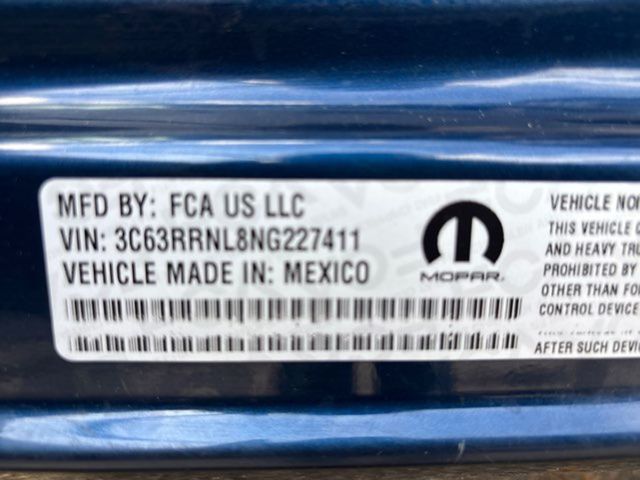 MFD BY: FCA US LLC
VIN: 3C63RRNL8NG227411
VEHICLE MADE IN: MEXICO
MOPAR
VEHICLE
THIS VEHICLE
AND HEAVY
PROHIBITED BY
OTHER THAN
CONTROL DEVICE
AFTER SUCH